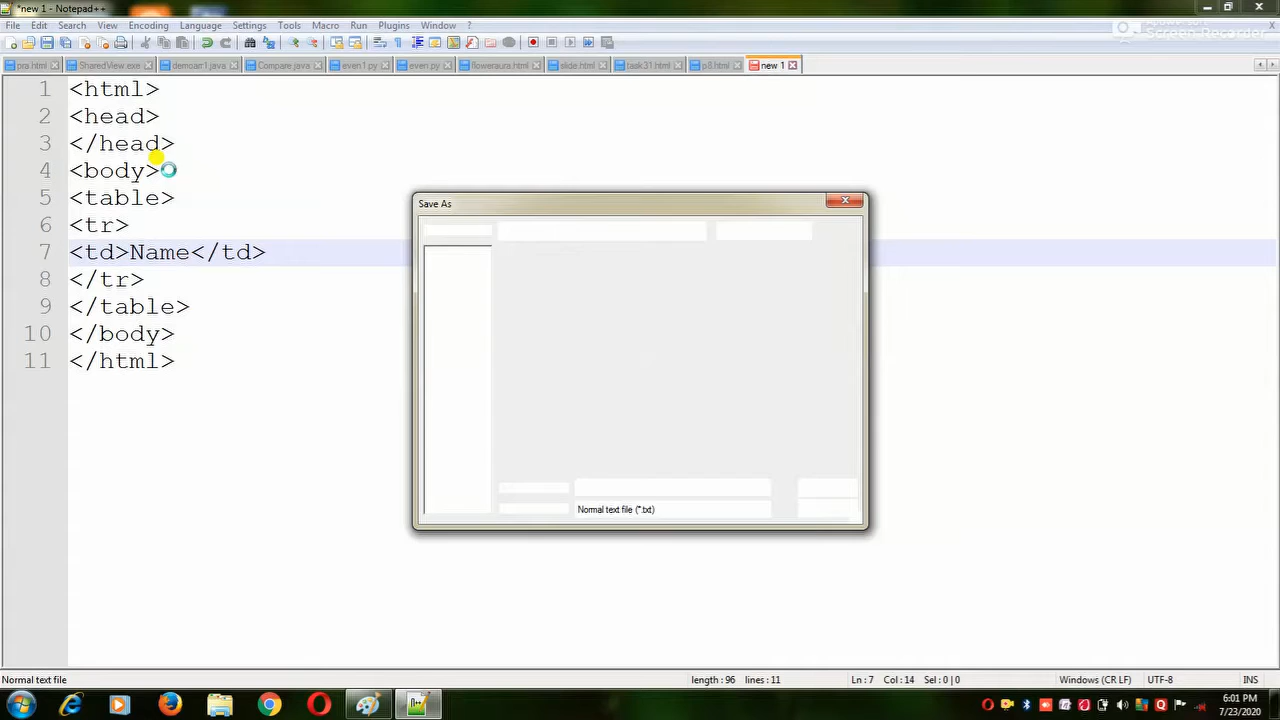 *new 1 - Notepad++
File Edit Search View Encoding Language Settings Tools Macro Run Plugins Window ?
Screen Recorder
pra.html SharedView.exe demoarr1.java Compare.java even1.py even.py floweraura.html slide.html task31.html p8.html new 1
1 <html>
2 <head>
3 </head>
4 <body>
5 <table>
6 <tr>
7 <td>Name</td>
8 </tr>
9 </table>
10 </body>
11 </html>
Save As
Normal text file (*.txt)
Normal text file length : 96 lines : 11 Ln : 7 Col : 14 Sel : 0 | 0 Windows (CR LF) UTF-8 INS
6:01 PM
7/23/2020